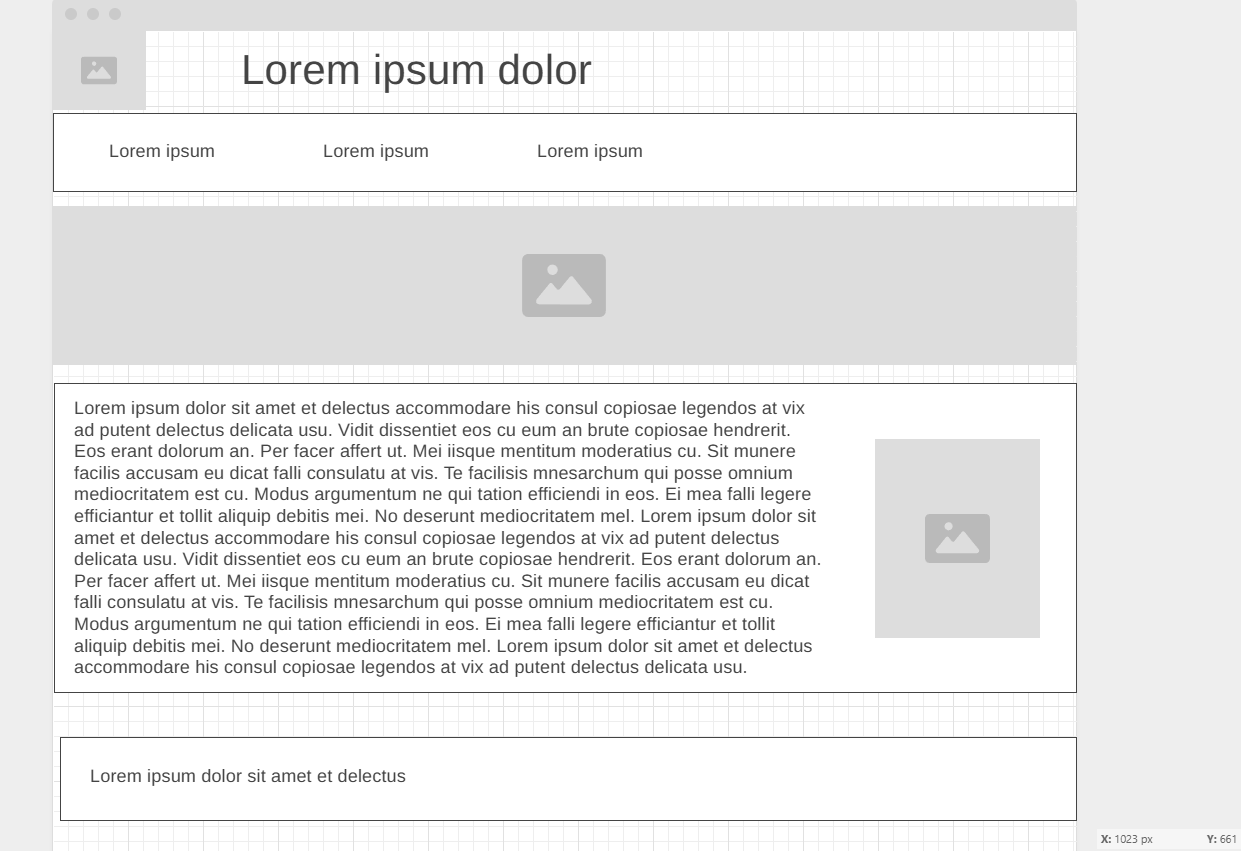 Lorem ipsum dolor
Lorem ipsum Lorem ipsum Lorem ipsum
Lorem ipsum dolor sit amet et delectus accommodare his consul copiosae legendos at vix
ad putent delectus delicata usu. Vidit dissentiet eos cu eum an brute copiosae hendrerit.
Eos erant dolorum an. Per facer affert ut. Mei iisque mentitum moderatius cu. Sit munere
facilis accusam eu dicat falli consulatu at vis. Te facilisis mnesarchum qui posse omnium
mediocritatem est cu. Modus argumentum ne qui tation efficiendi in eos. Ei mea falli legere
efficiantur et tollit aliquip debitis mei. No deserunt mediocritatem mel. Lorem ipsum dolor sit
amet et delectus accommodare his consul copiosae legendos at vix ad putent delectus
delicata usu. Vidit dissentiet eos cu eum an brute copiosae hendrerit. Eos erant dolorum an.
Per facer affert ut. Mei iisque mentitum moderatius cu. Sit munere facilis accusam eu dicat
falli consulatu at vis. Te facilisis mnesarchum qui posse omnium mediocritatem est cu.
Modus argumentum ne qui tation efficiendi in eos. Ei mea falli legere efficiantur et tollit
aliquip debitis mei. No deserunt mediocritatem mel. Lorem ipsum dolor sit amet et delectus
accommodare his consul copiosae legendos at vix ad putent delectus delicata usu.
Lorem ipsum dolor sit amet et delectus
X: 1023 px Y: 661